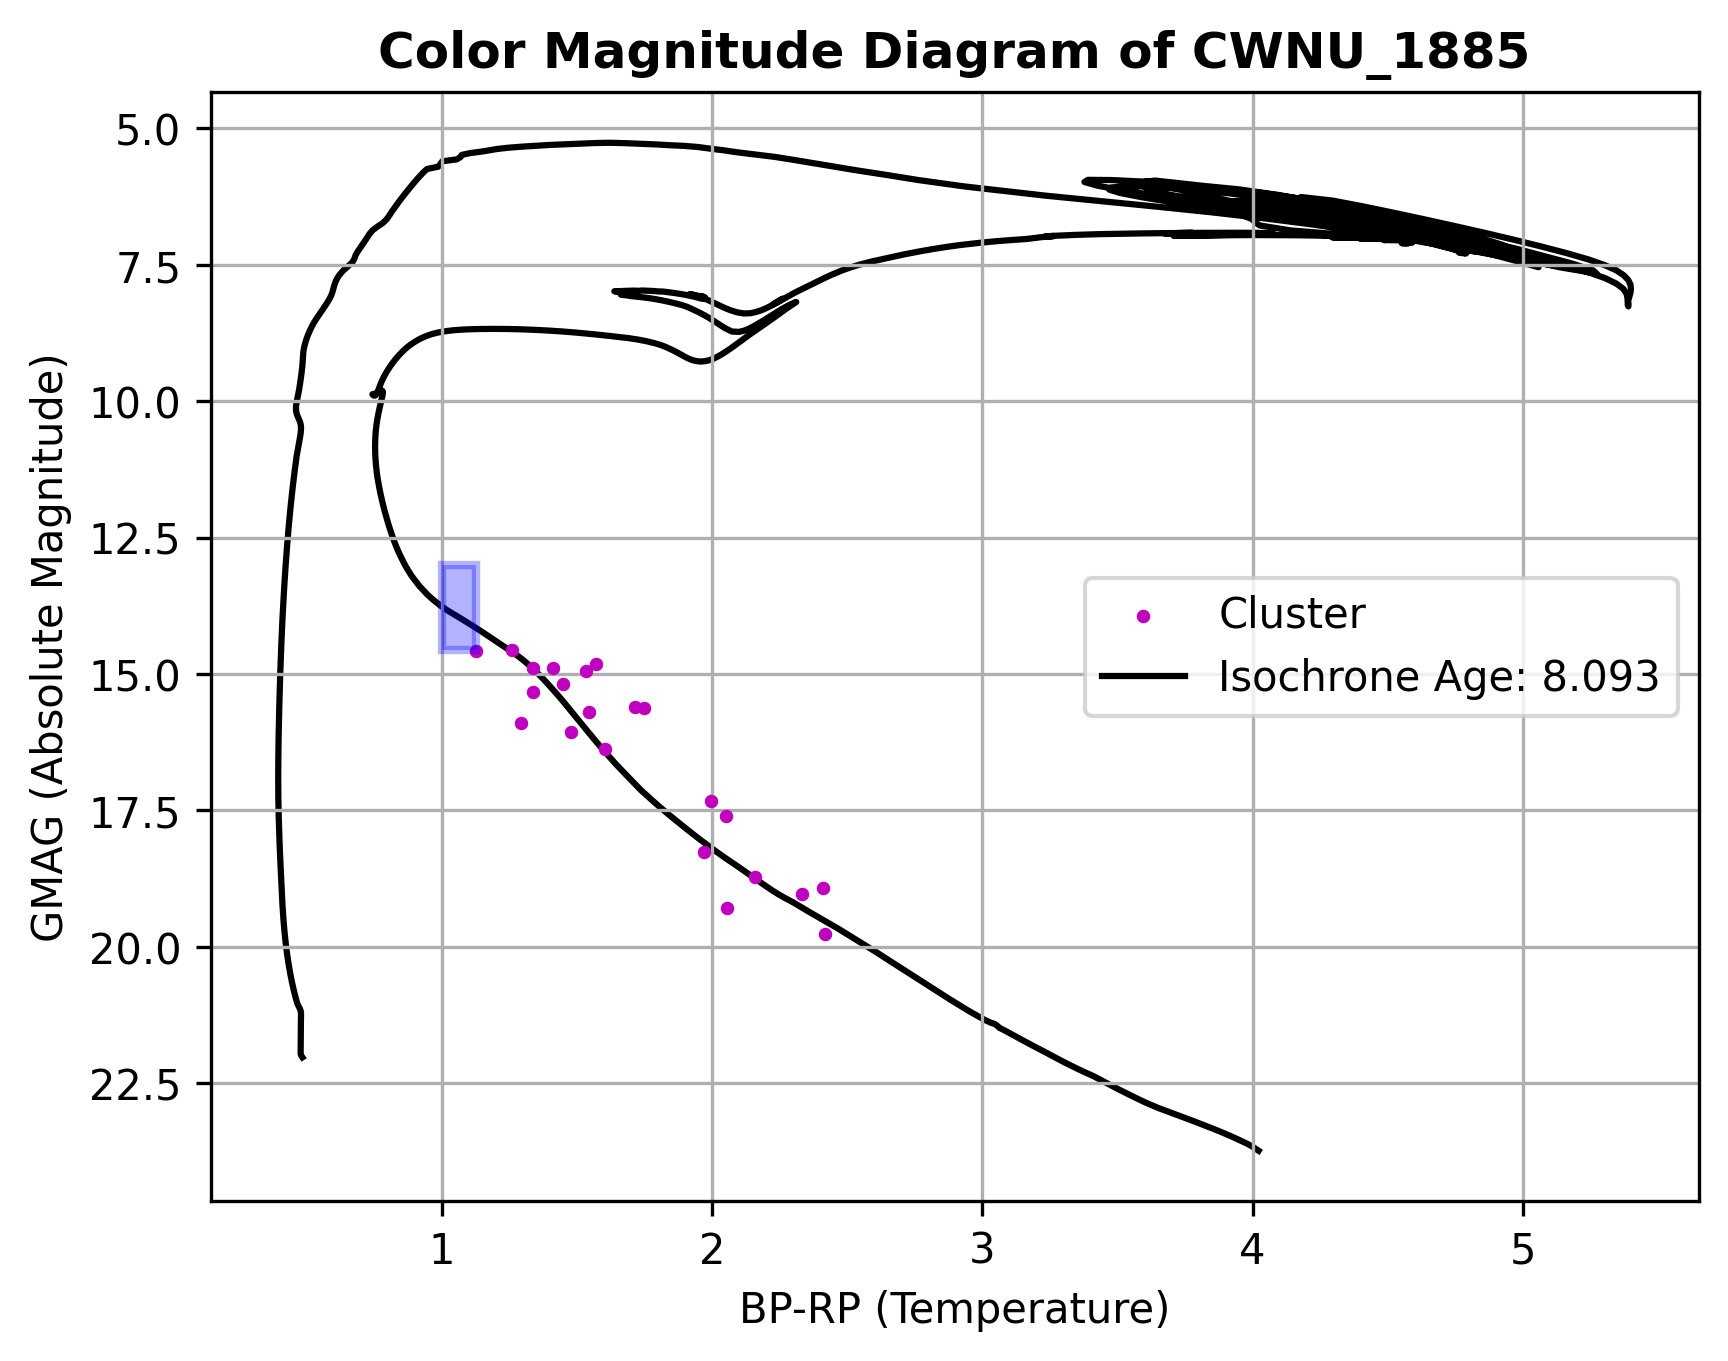 Color Magnitude Diagram of CWNU_1885
GMAG (Absolute Magnitude)
5.0
7.5
10.0
12.5
15.0
17.5
20.0
22.5
Cluster
Isochrone Age: 8.093
1
2
3
4
5
BP-RP (Temperature)